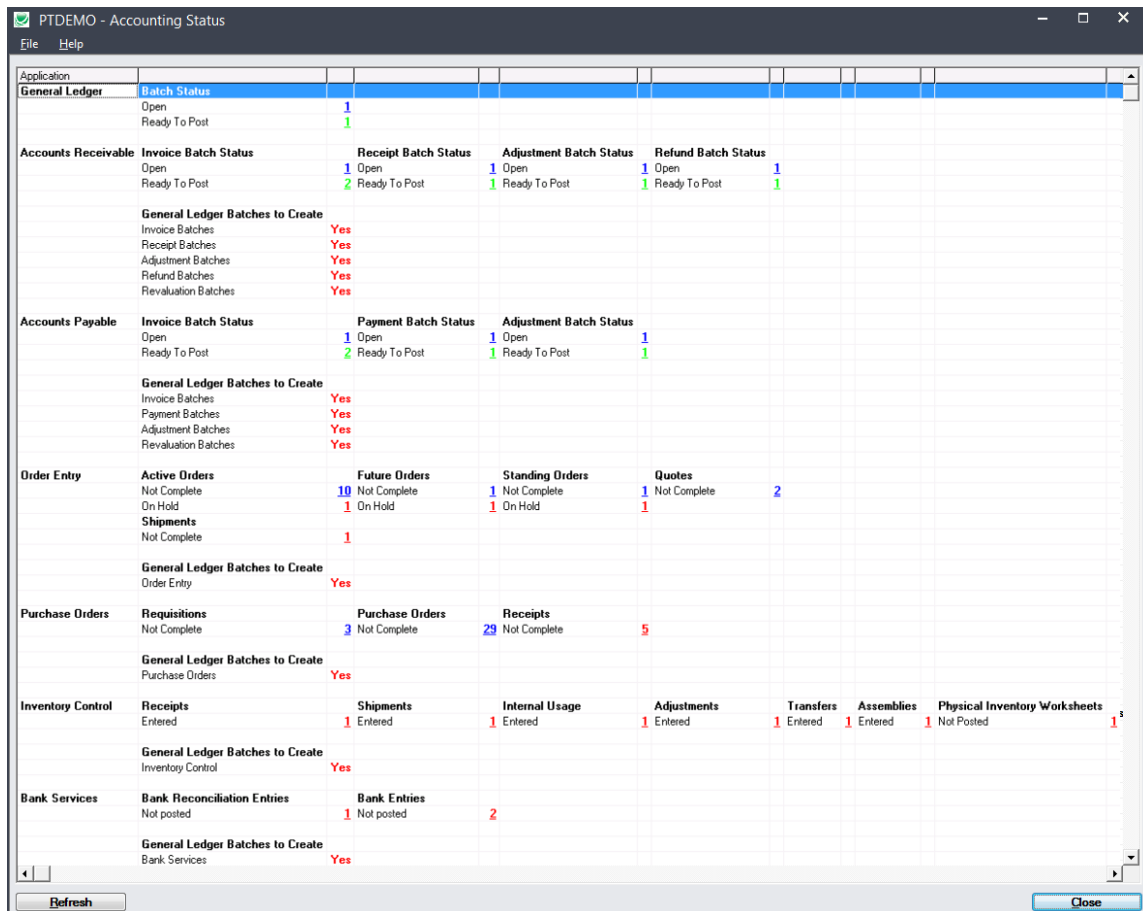 PTDEMO - Accounting Status
File Help
Application
General Ledger Batch Status
Open 1
Ready To Post 1
Accounts Receivable Invoice Batch Status Receipt Batch Status Adjustment Batch Status Refund Batch Status
Open 1 Open 1 Open 1 Open 1
Ready To Post 2 Ready To Post 1 Ready To Post 1 Ready To Post 1
General Ledger Batches to Create
Invoice Batches Yes
Receipt Batches Yes
Adjustment Batches Yes
Refund Batches Yes
Revaluation Batches Yes
Accounts Payable Invoice Batch Status Payment Batch Status Adjustment Batch Status
Open 1 Open 1 Open 1
Ready To Post 2 Ready To Post 1 Ready To Post 1
General Ledger Batches to Create
Invoice Batches Yes
Payment Batches Yes
Adjustment Batches Yes
Revaluation Batches Yes
Order Entry Active Orders Future Orders Standing Orders Quotes
Not Complete 10 Not Complete 1 Not Complete 1 Not Complete 2
On Hold 1 On Hold 1 On Hold 1
Shipments
Not Complete 1
General Ledger Batches to Create
Order Entry Yes
Purchase Orders Requisitions Purchase Orders Receipts
Not Complete 3 Not Complete 29 Not Complete 5
General Ledger Batches to Create
Purchase Orders Yes
Inventory Control Receipts Shipments Internal Usage Adjustments Transfers Assemblies Physical Inventory Worksheets
Entered 1 Entered 1 Entered 1 Entered 1 Entered 1 Entered 1 Not Posted 1
General Ledger Batches to Create
Inventory Control Yes
Bank Services Bank Reconciliation Entries Bank Entries
Not posted 1 Not posted 2
General Ledger Batches to Create
Bank Services Yes
Refresh Close